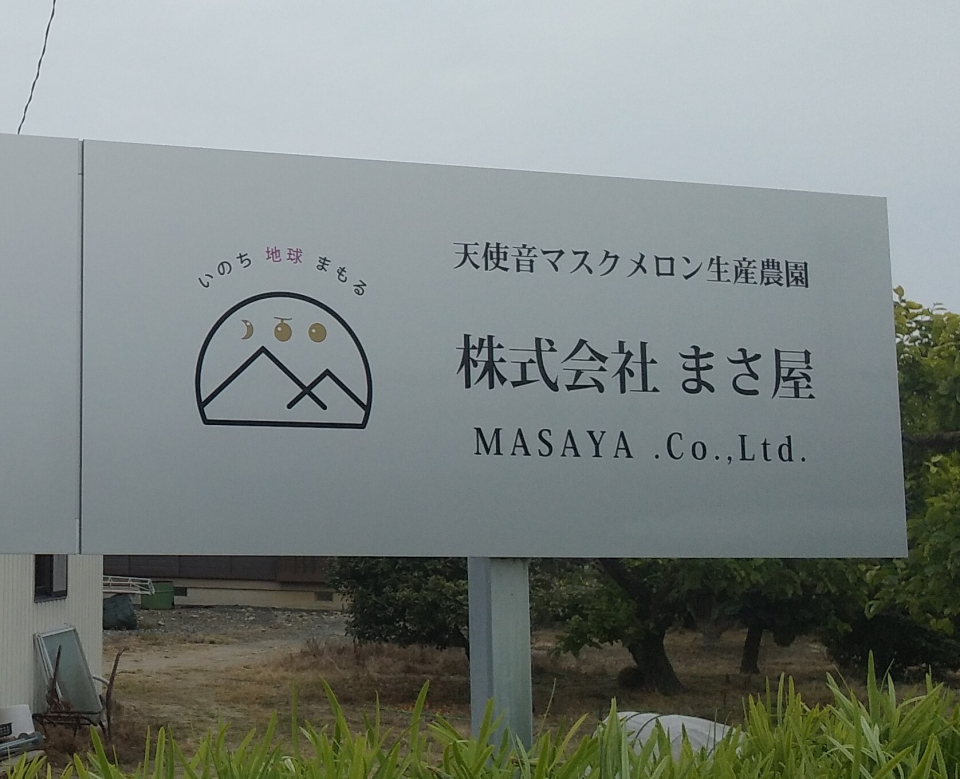 いのち 地球 まもる
天使音マスクメロン生産農園
株式会社 まさ屋
MASAYA .Co.,Ltd.